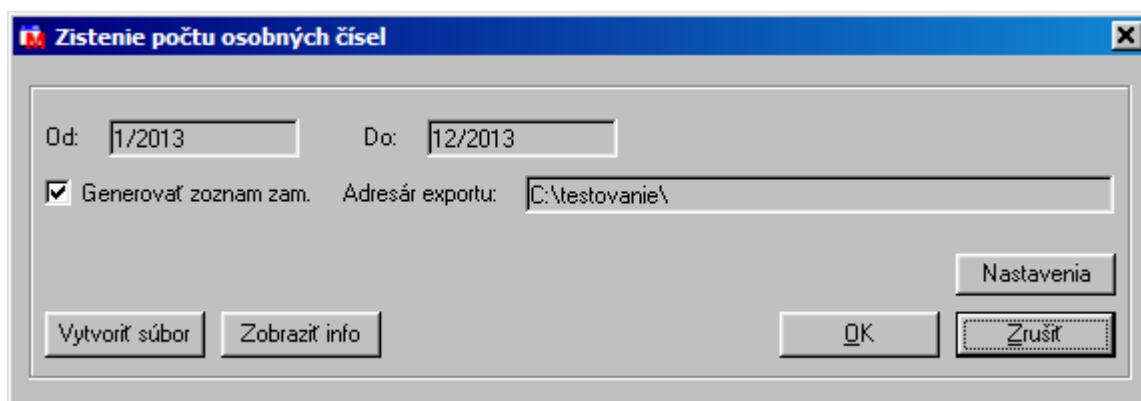 Zistenie počtu osobných čísel
Od: 1/2013 Do: 12/2013
Generovať zoznam zam. Adresár exportu: C:\testovanie\
Nastavenia
Vytvoriť súbor Zobraziť info OK Zrušiť